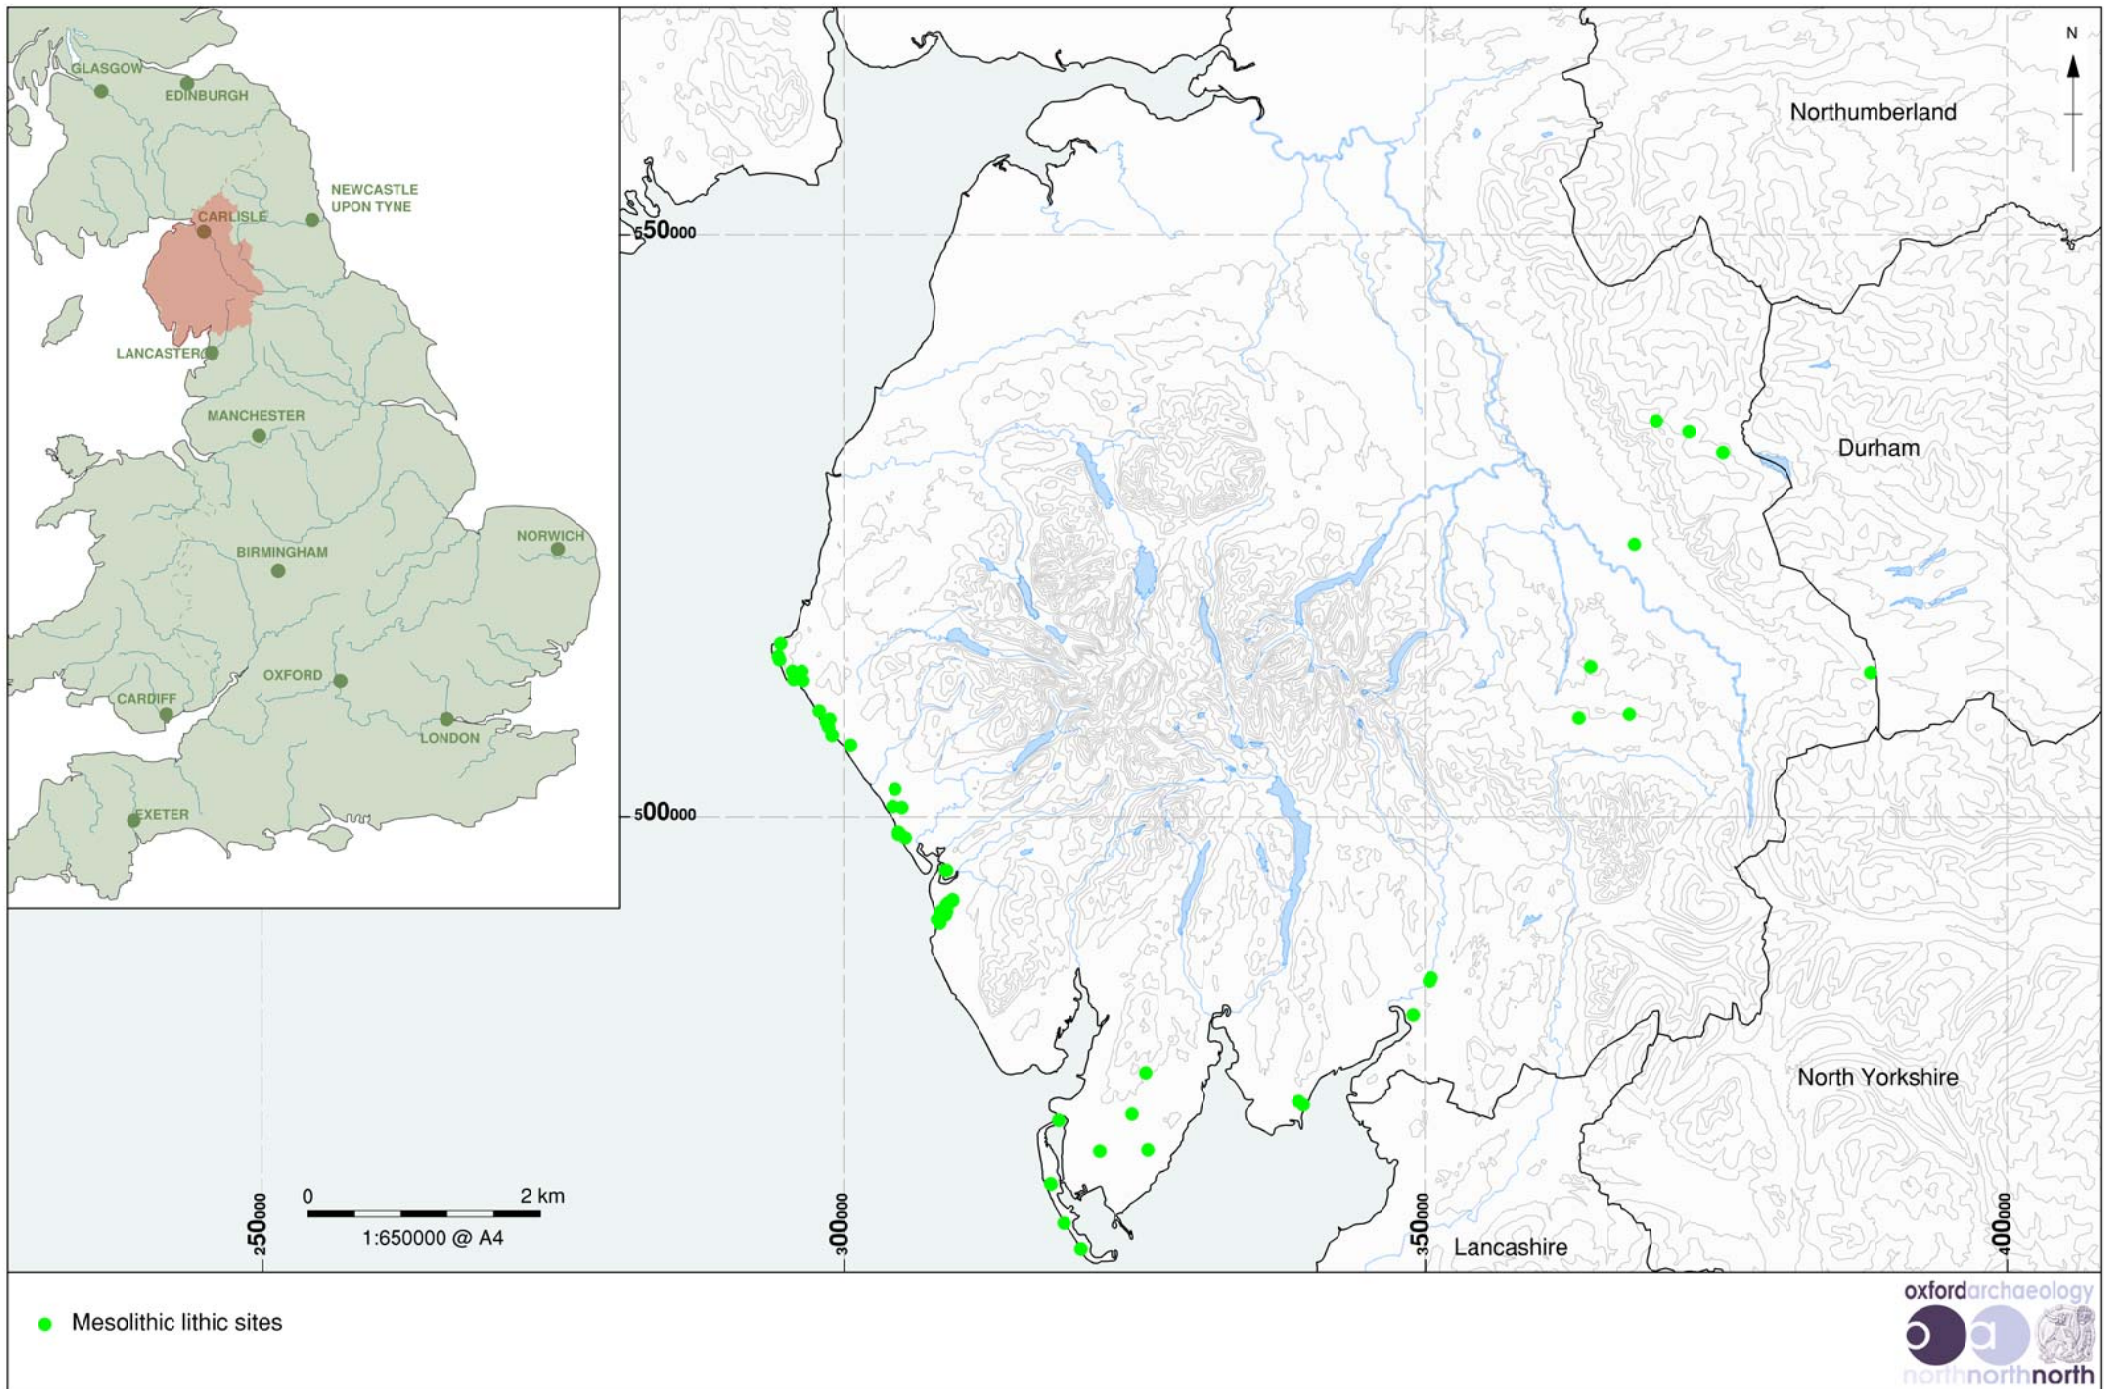 GLASGOW
EDINBURGH
NEWCASTLE
UPON TYNE
CARLISLE
LANCASTER
MANCHESTER
NORWICH
BIRMINGHAM
OXFORD
CARDIFF
LONDON
EXETER
N
Northumberland
550000
Durham
500000
North Yorkshire
Lancashire
0 2 km
1:650000 @ A4
250000
300000
350000
400000
Mesolithic lithic sites
oxfordarchaeology
oa
northnorthnorth